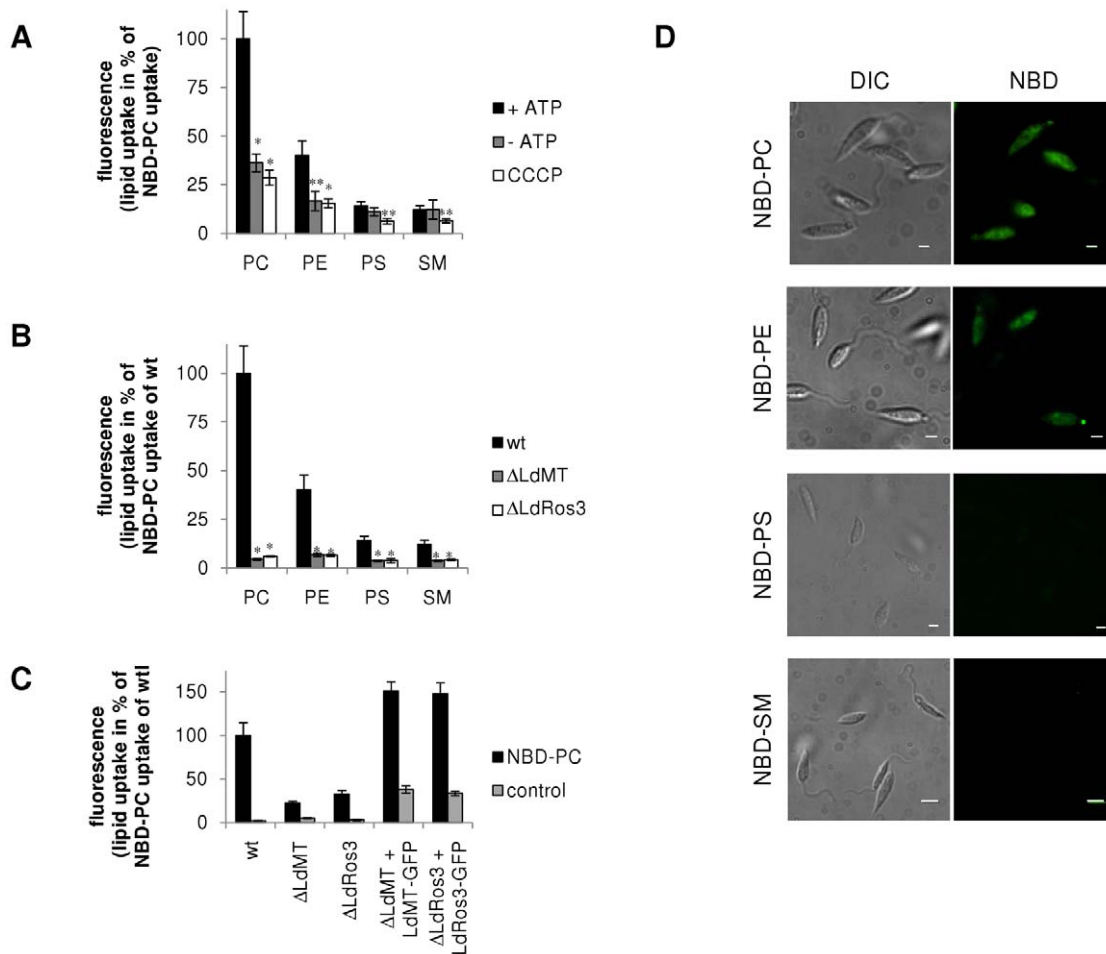 A
fluorescence
(lipid uptake in % of
NBD-PC uptake)
100
75
50
25
0
*
*
**
*
**
**
PC
PE
PS
SM
+ ATP
- ATP
CCCP
B
fluorescence
(lipid uptake in % of
NBD-PC uptake of wt
100
75
50
25
0
*
*
*
*
*
*
*
*
PC
PE
PS
SM
wt
ΔLdMT
ΔLdRos3
C
fluorescence
(lipid uptake in % of
NBD-PC uptake of wtl
150
100
50
0
wt
ΔLdMT
ΔLdRos3
ΔLdMT +
LdMT-GFP
ΔLdRos3 +
LdRos3-GFP
NBD-PC
control
D
DIC
NBD
NBD-PC
NBD-PE
NBD-PS
NBD-SM